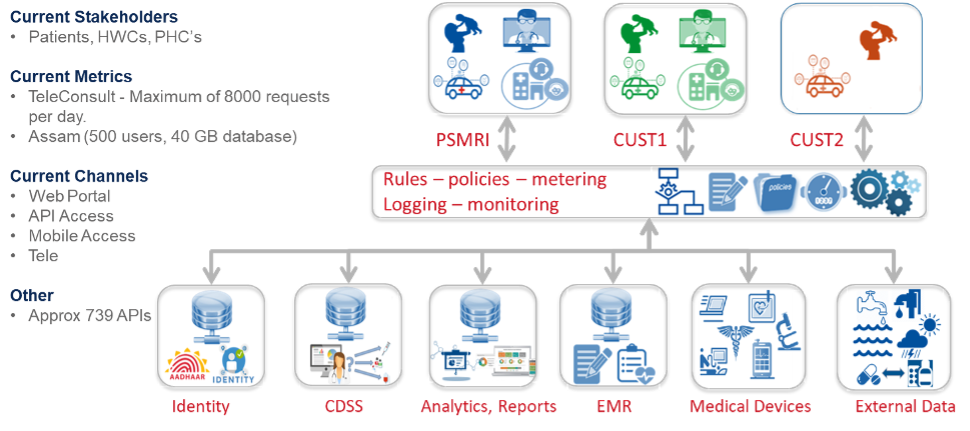 Current Stakeholders
• Patients, HWCs, PHC's
Current Metrics
• TeleConsult - Maximum of 8000 requests
per day.
• Assam (500 users, 40 GB database)
Current Channels
• Web Portal
• API Access
• Mobile Access
• Tele
Other
• Approx 739 APIs
PSMRI
CUST1
CUST2
Rules – policies – metering
Logging – monitoring
policies
AADHAAR
IDENTITY
Identity
CDSS
Analytics, Reports
EMR
Medical Devices
External Data